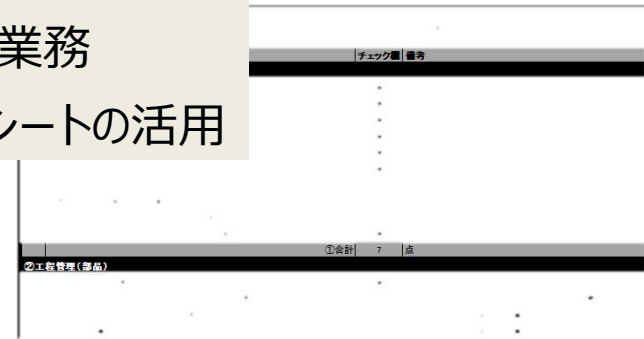 業務
シートの活用
チェック欄 備考
①合計 7 点
②工程管理(部品)